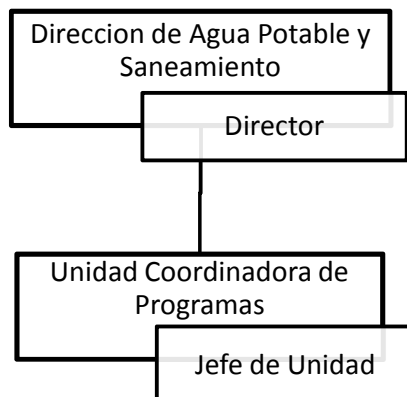 Direccion de Agua Potable y
Saneamiento
Director
Unidad Coordinadora de
Programas
Jefe de Unidad